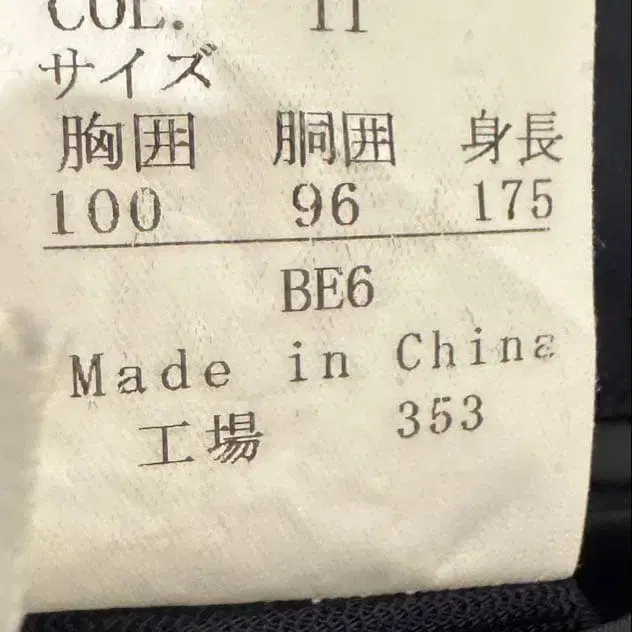 COL. 11
サイズ
胸囲 胴囲 身長
100 96 175
BE6
Made in China
工場 353